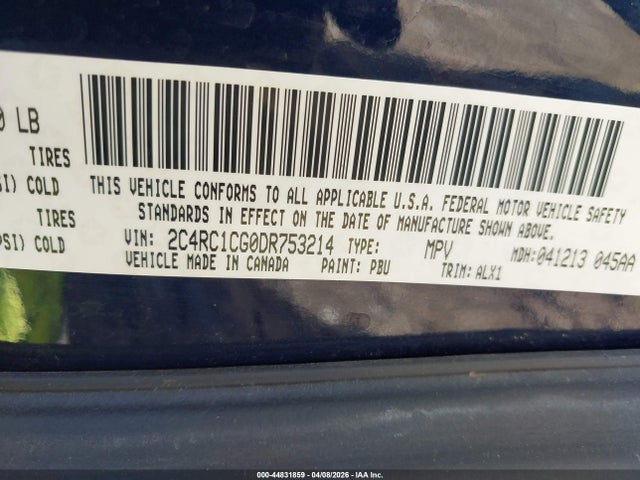 0 LB
TIRES
SI) COLD
TIRES
PSI) COLD
THIS VEHICLE CONFORMS TO ALL APPLICABLE U.S.A. FEDERAL MOTOR VEHICLE SAFETY
STANDARDS IN EFFECT ON THE DATE OF MANUFACTURE SHOWN ABOVE.
VIN: 2C4RC1CG0DR753214 TYPE: MPV MDH: 041213 045AA
VEHICLE MADE IN CANADA PAINT: PBU TRIM: ALX1
000-44831859 04/08/2026 - IAA Inc.